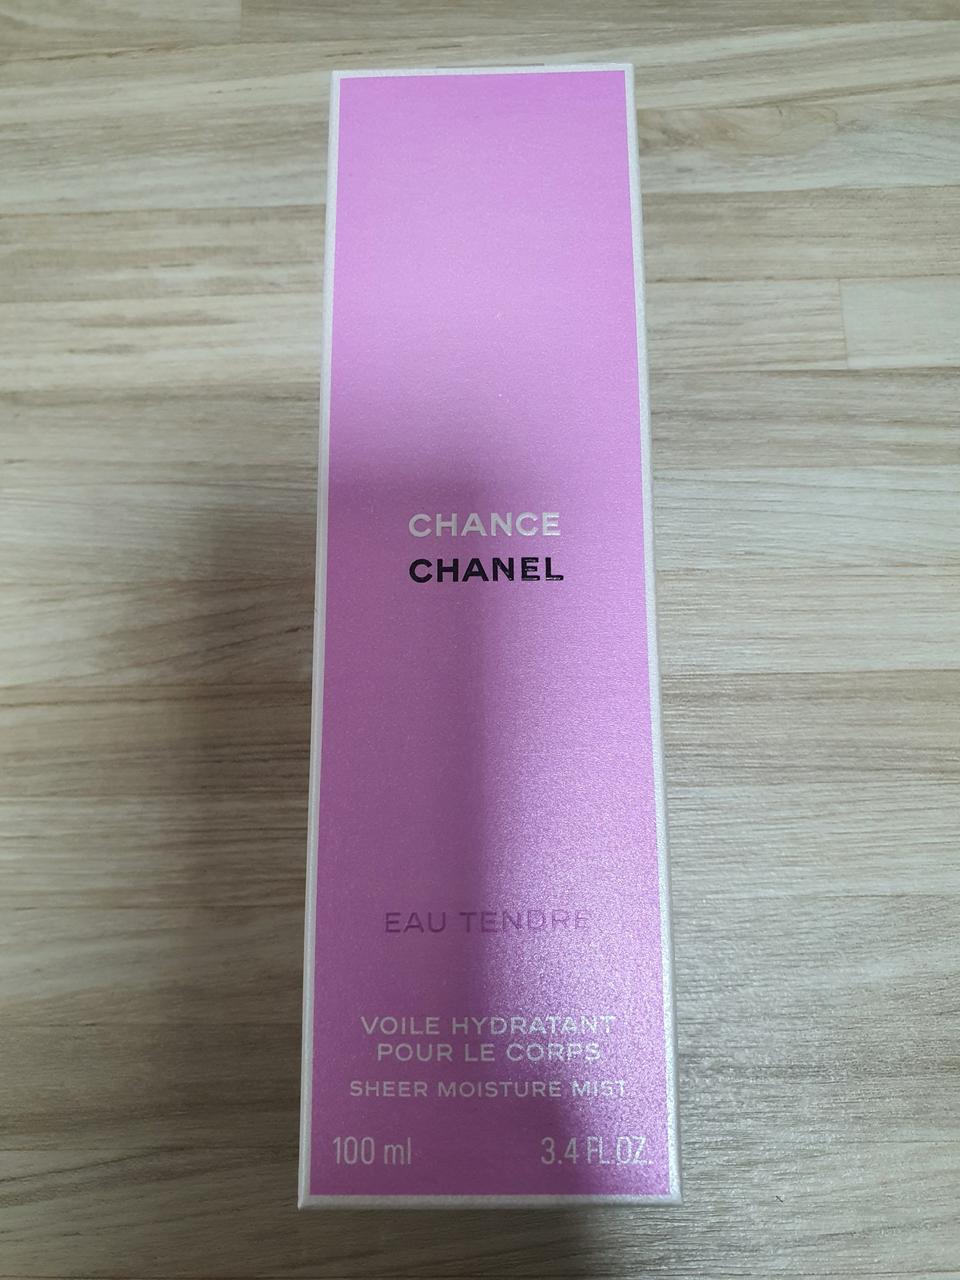 CHANCE
CHANEL
EAU TENDRE
VOILE HYDRATANT
POUR LE CORPS
SHEER MOISTURE MIST
100 ml 3.4 FL.OZ.